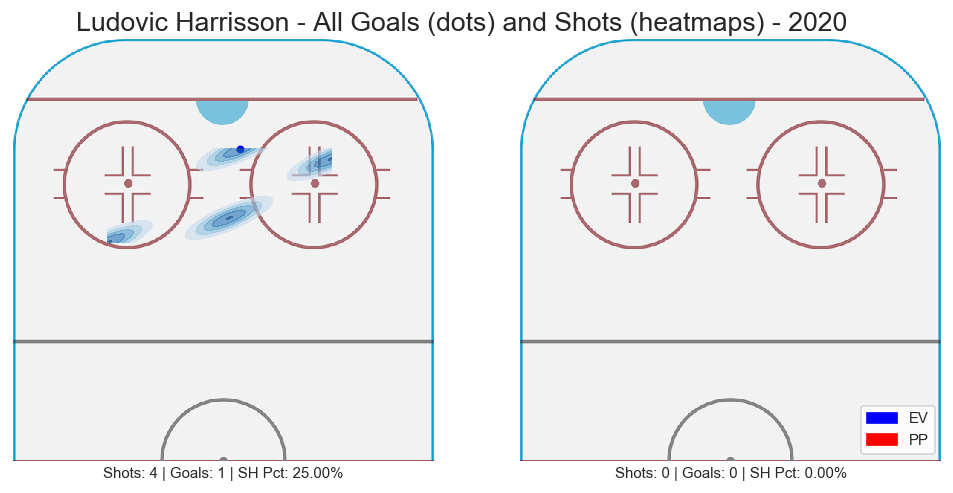 Ludovic Harrisson - All Goals (dots) and Shots (heatmaps) - 2020
EV
PP
Shots: 4 | Goals: 1 | SH Pct: 25.00%
Shots: 0 | Goals: 0 | SH Pct: 0.00%